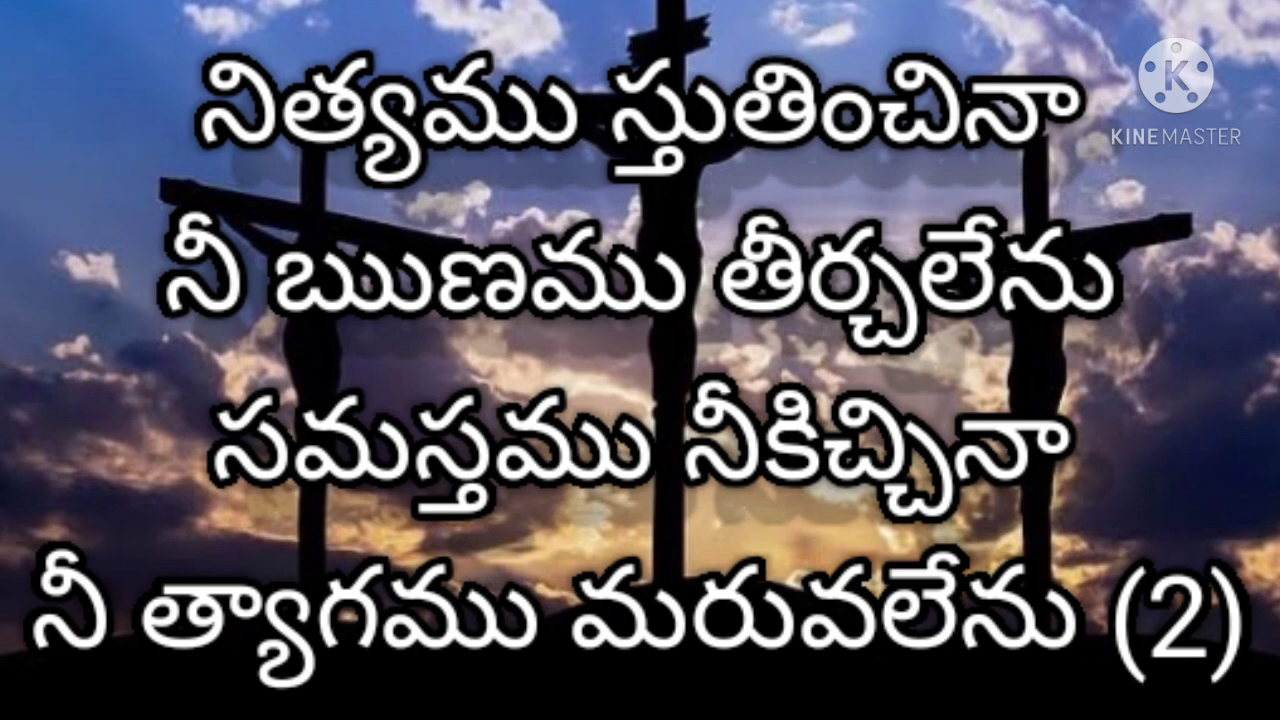 నిత్యము స్తుతించినా
KINEMASTER
నీ ఋణము తీర్చలేను
సమస్తము నీకిచ్చినా
నీ త్యాగము మరువలేను (2)